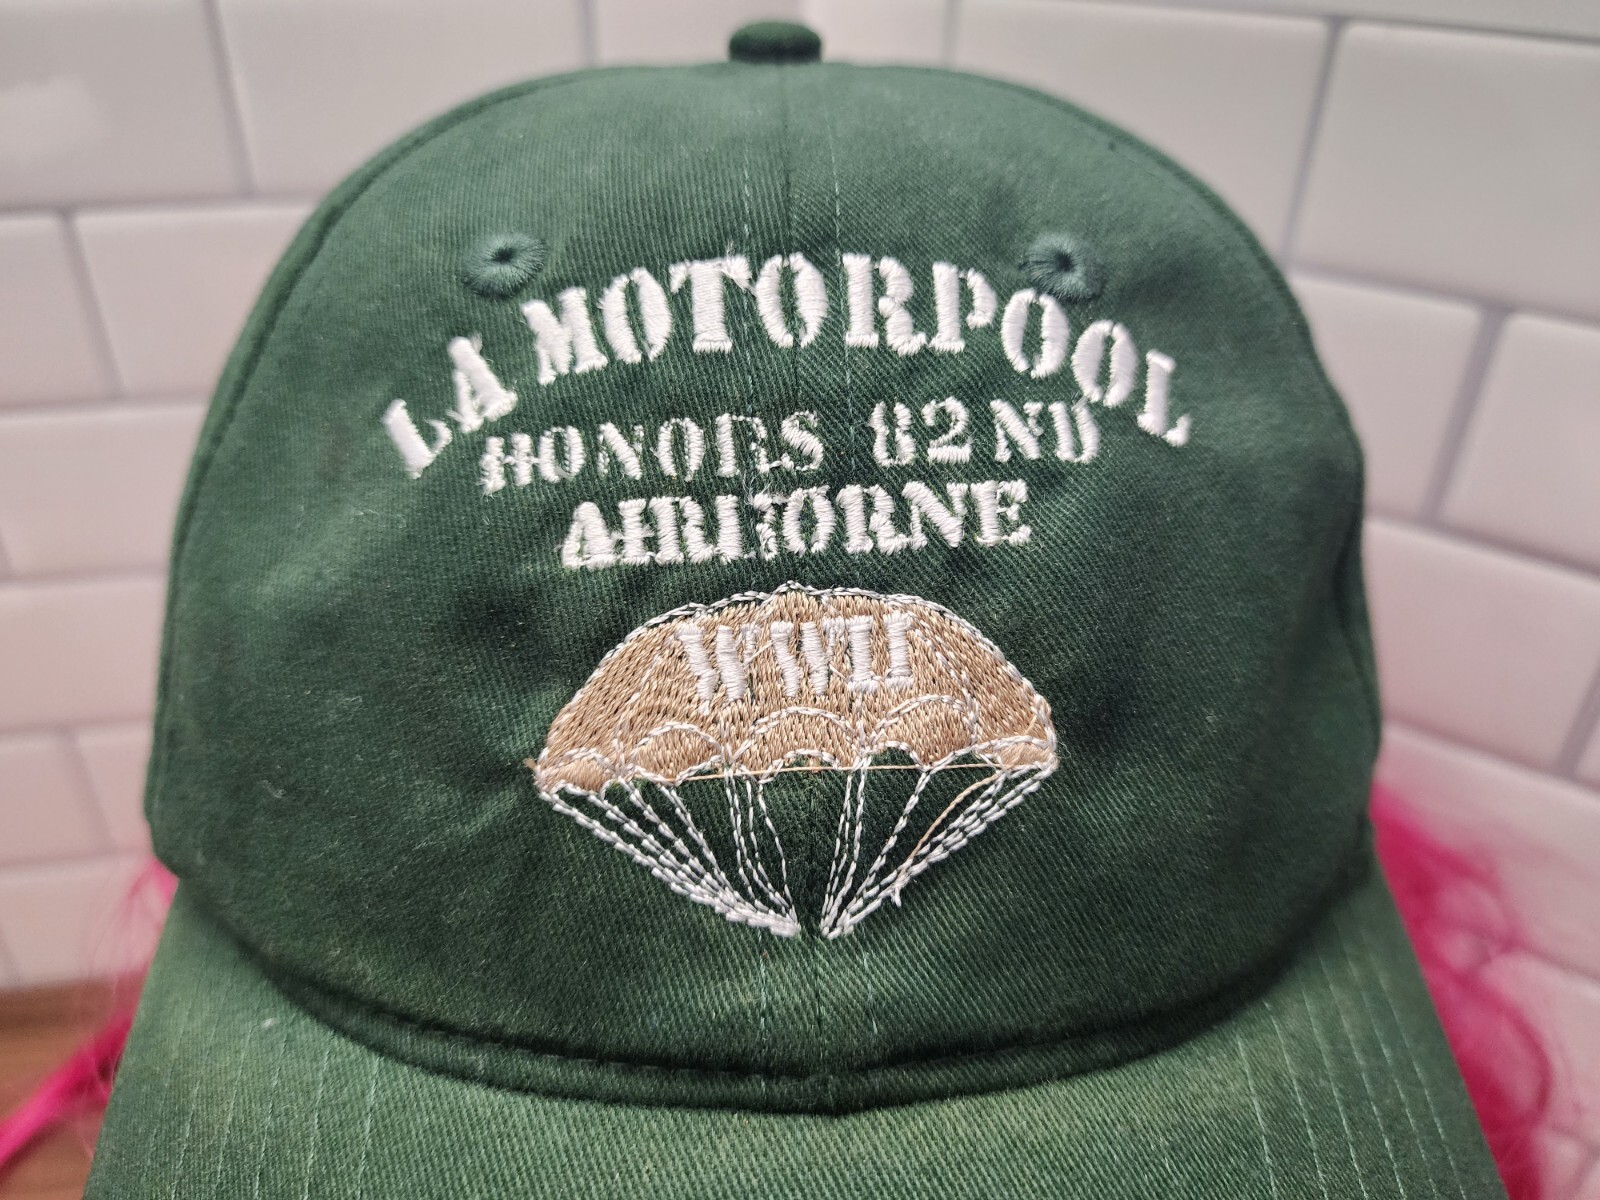 LA MOTORPOOL
HONORS 82ND
AIRBORNE
WWII